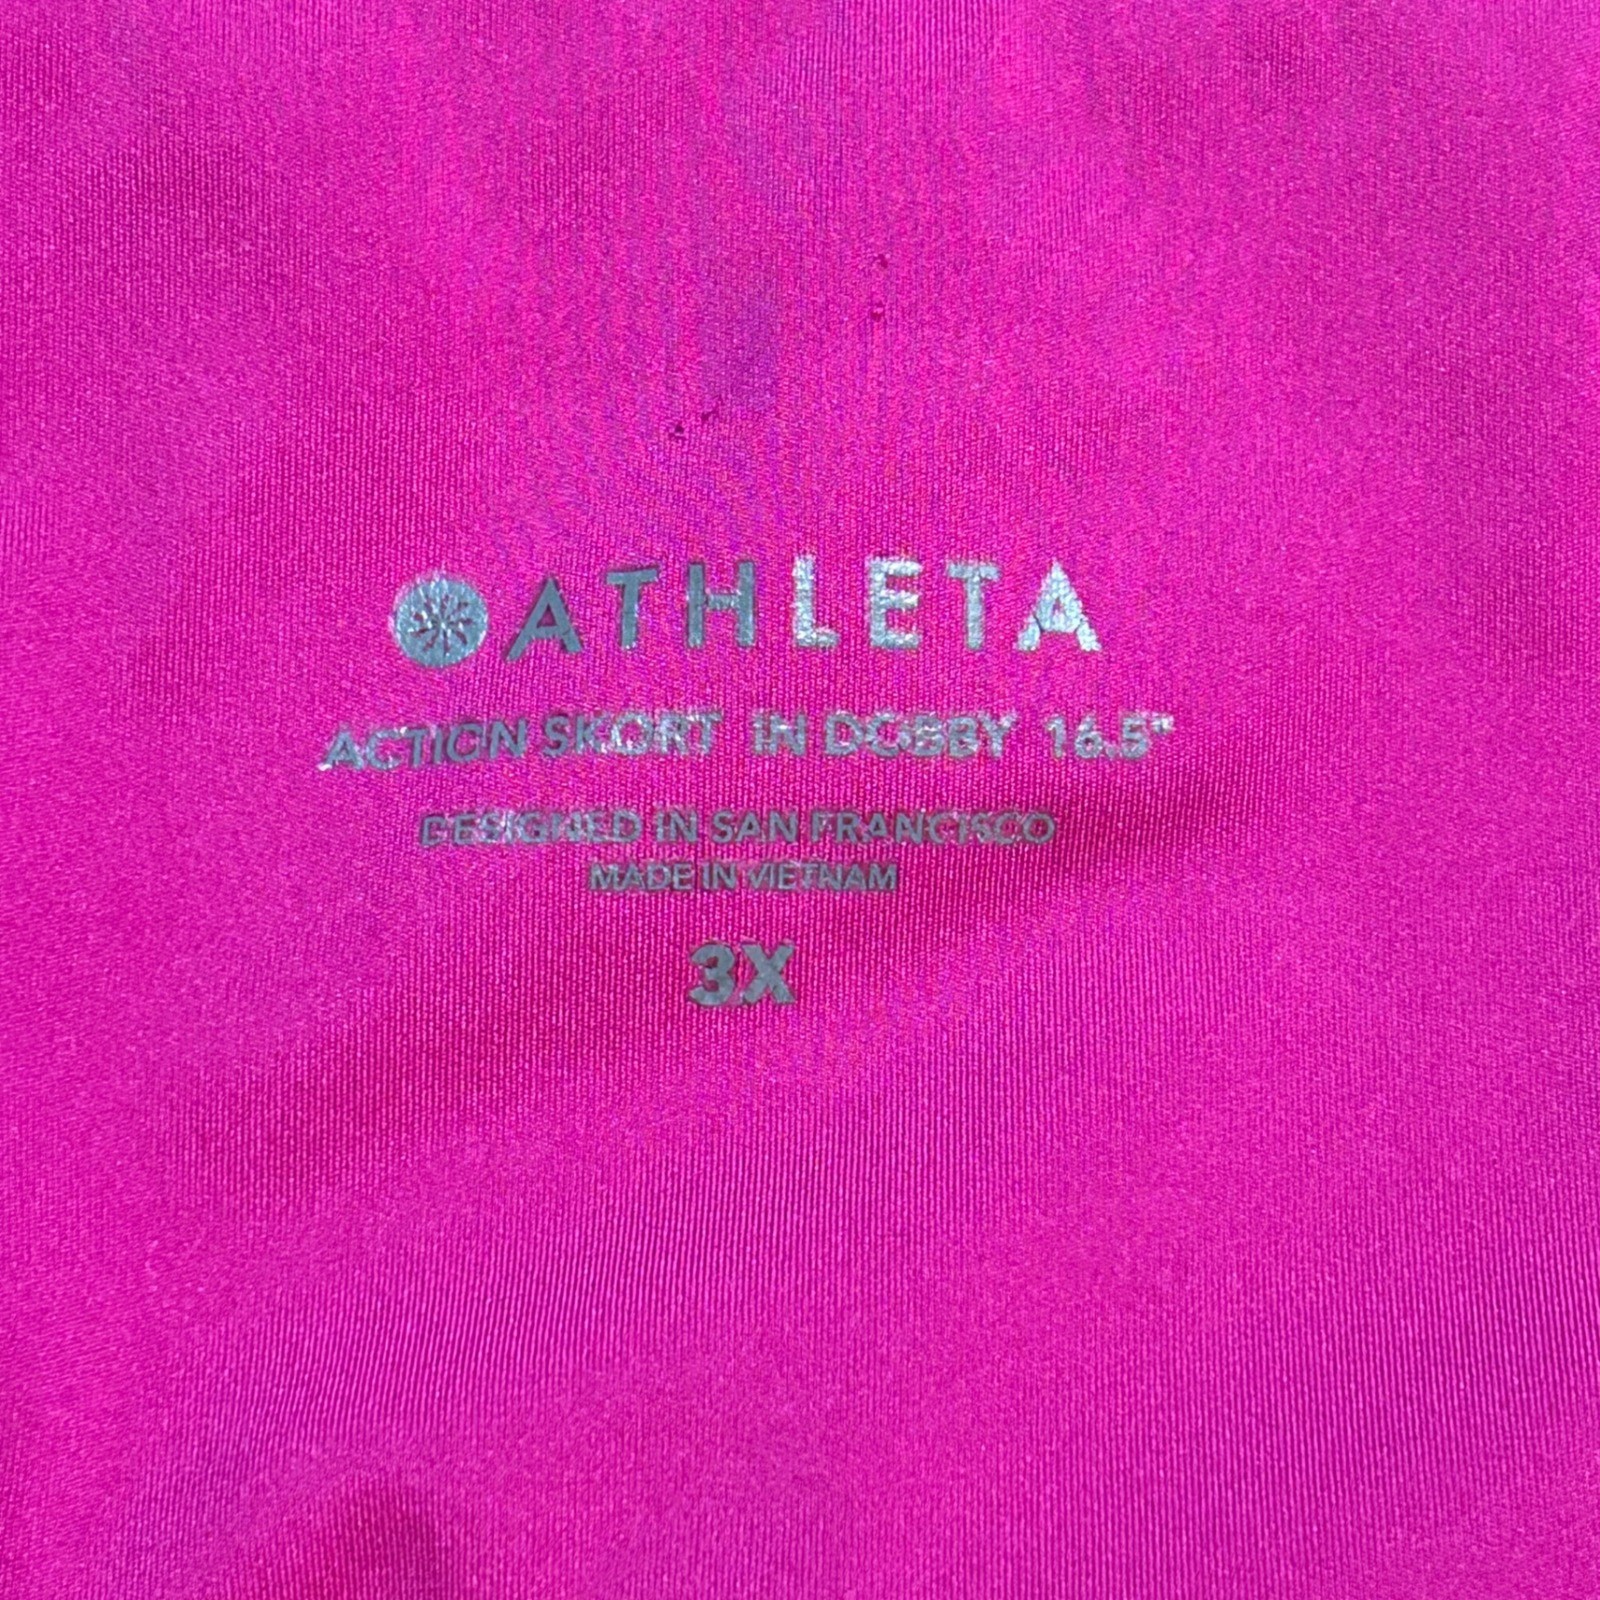 ATHLETA
ACTION SKORT IN DOBBY 16.5"
DESIGNED IN SAN FRANCISCO
MADE IN VIETNAM
3X